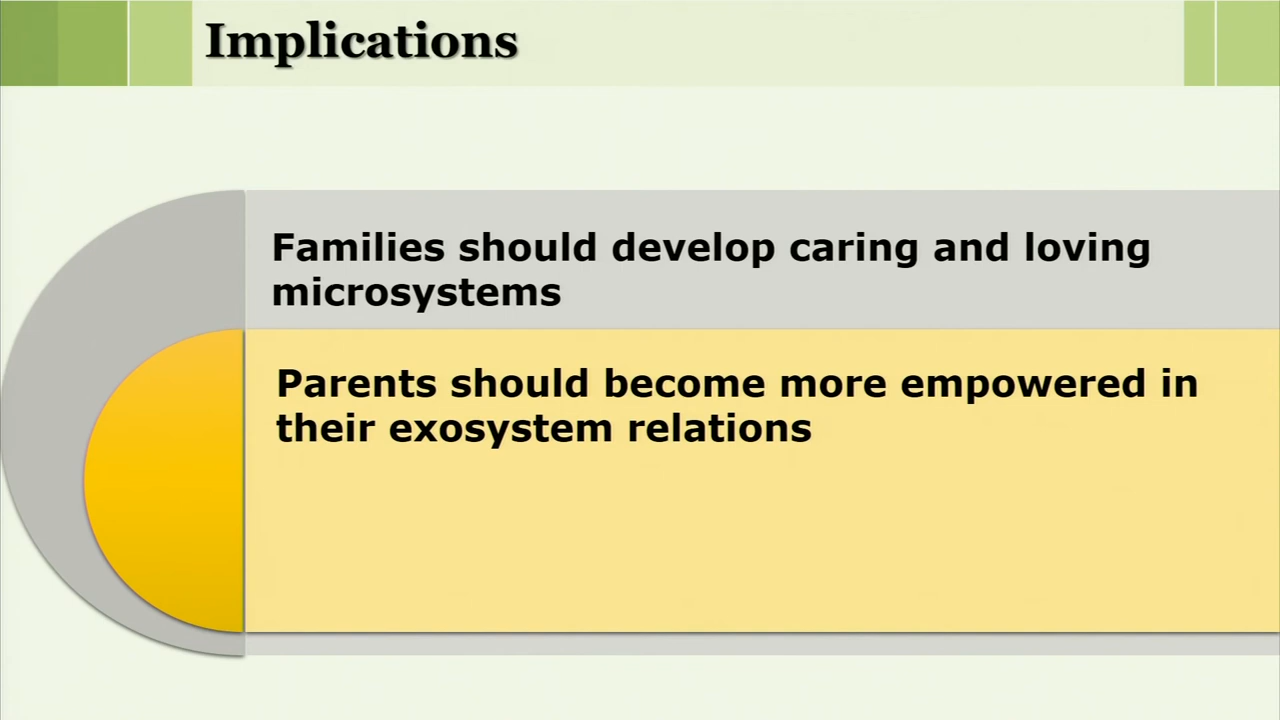 Implications
Families should develop caring and loving
microsystems
Parents should become more empowered in
their exosystem relations